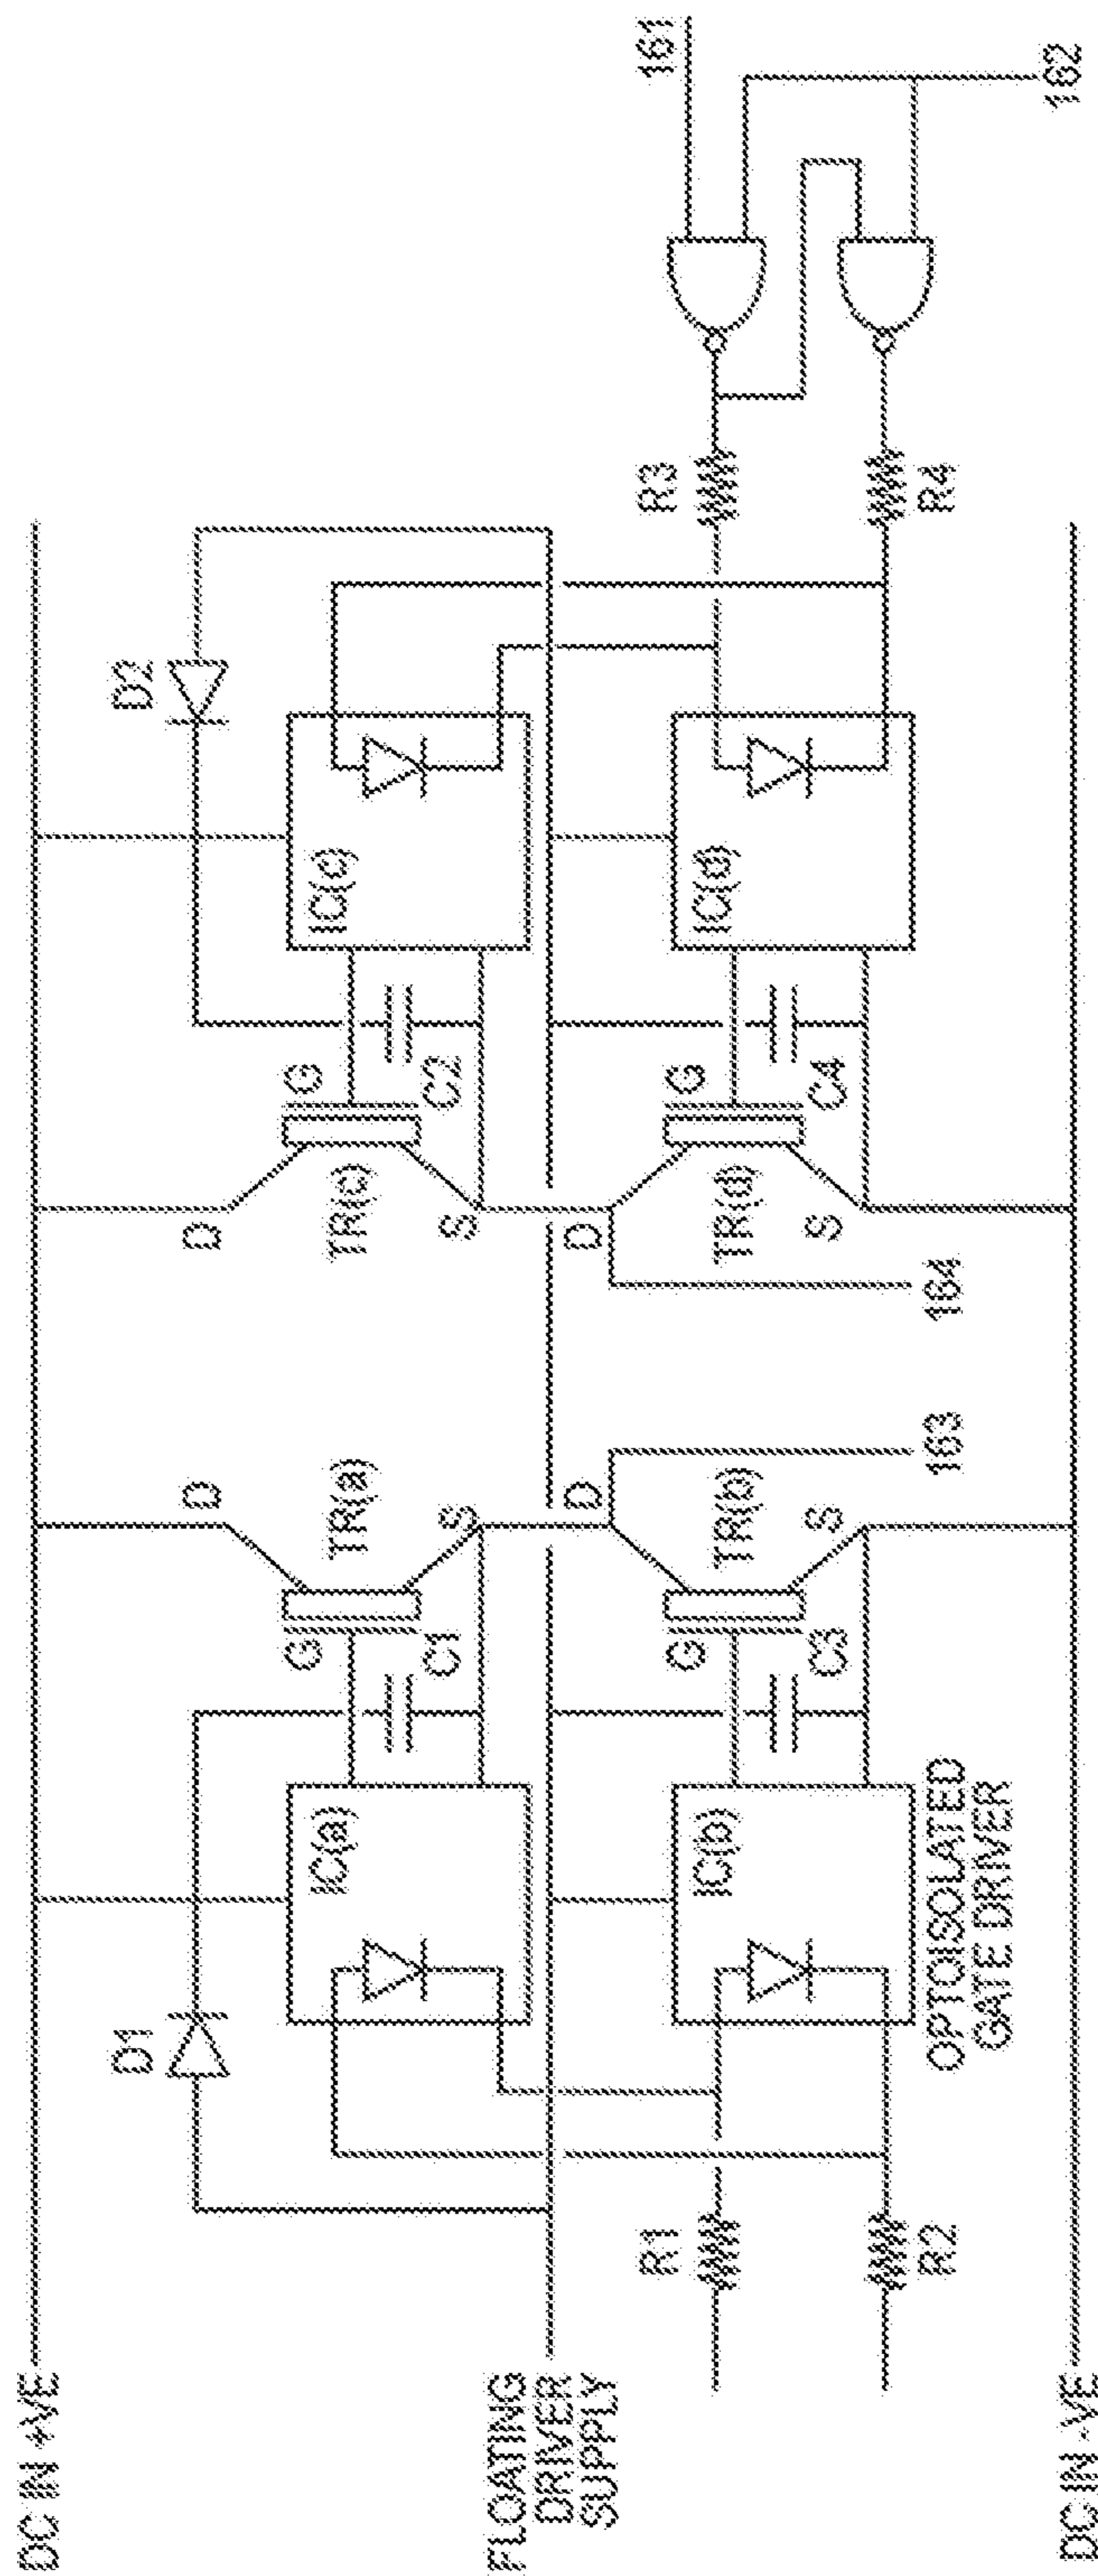 DC IN +VE
D1
D2
D
D
IC(a)
G
TR(a)
TR(c)
G
IC(c)
C1
S
S
C2
FLOATING
DRIVER
SUPPLY
D
D
R1
IC(b)
G
TR(b)
TR(d)
G
IC(d)
R3
161
C3
S
S
C4
R2
OPTOISOLATED
GATE DRIVER
163
164
R4
DC IN -VE
162